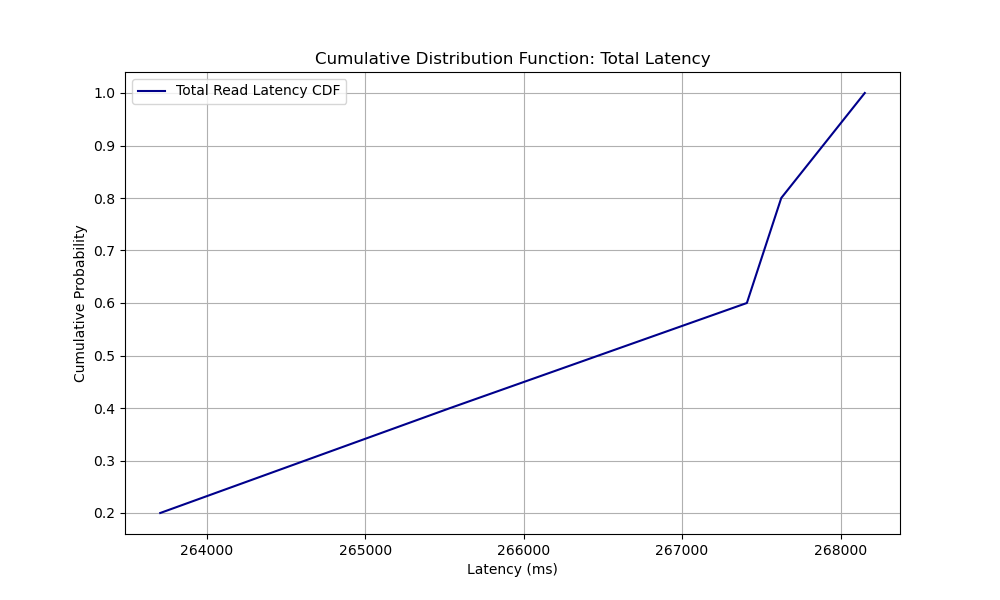 Cumulative Distribution Function: Total Latency
Total Read Latency CDF
Cumulative Probability
1.0
0.9
0.8
0.7
0.6
0.5
0.4
0.3
0.2
264000 265000 266000 267000 268000
Latency (ms)